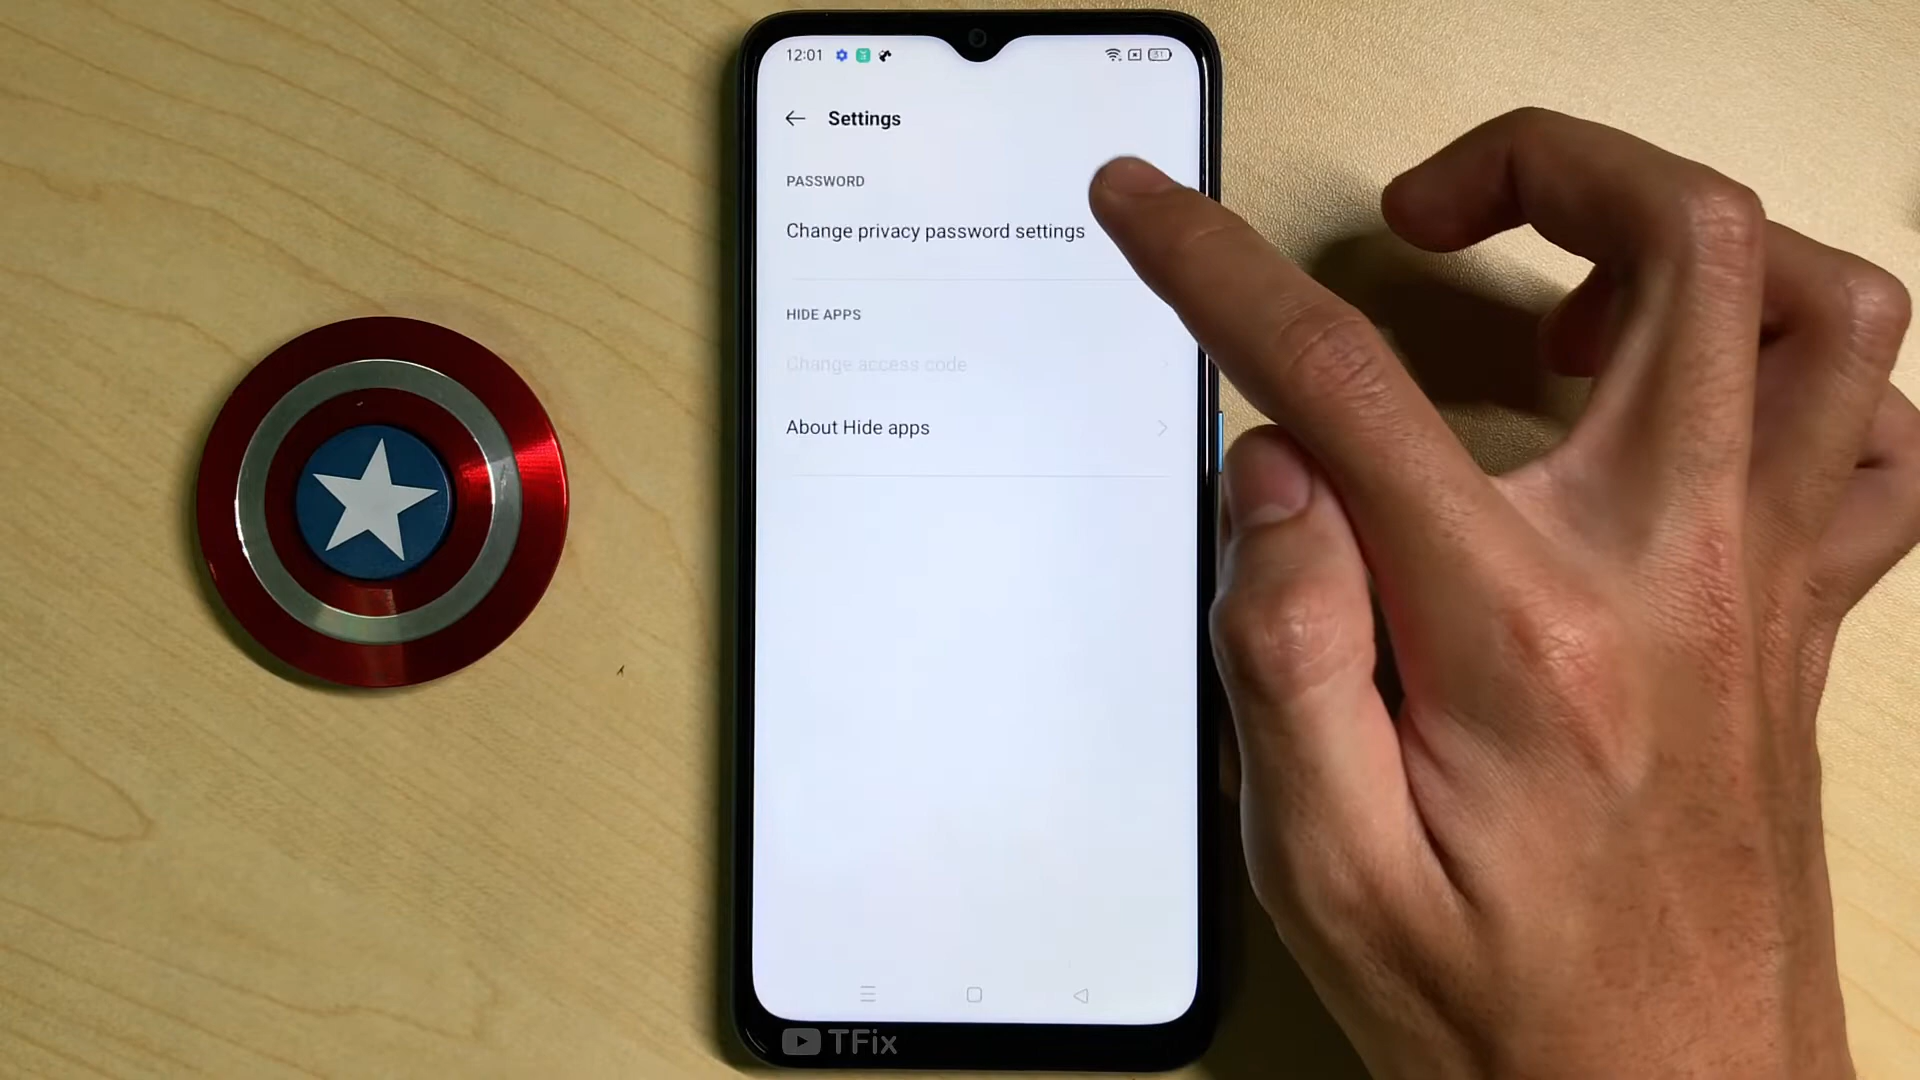 12:01
Settings
PASSWORD
Change privacy password settings
HIDE APPS
Change access code
About Hide apps
TFix